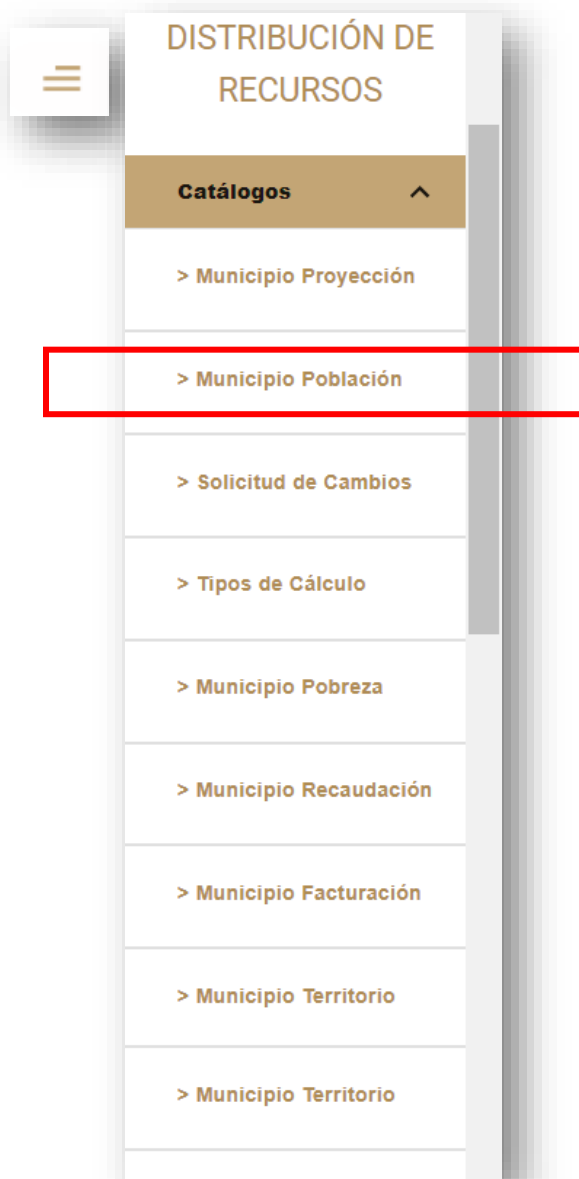 DISTRIBUCIÓN DE
RECURSOS
Catálogos
> Municipio Proyección
> Municipio Población
> Solicitud de Cambios
> Tipos de Cálculo
> Municipio Pobreza
> Municipio Recaudación
> Municipio Facturación
> Municipio Territorio
> Municipio Territorio